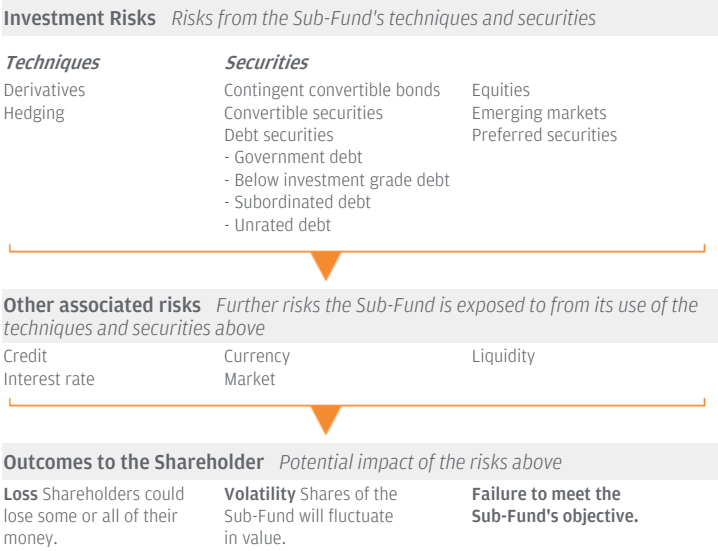 Investment Risks Risks from the Sub-Fund's techniques and securities
Techniques
Derivatives
Hedging
Securities
Contingent convertible bonds
Convertible securities
Debt securities
- Government debt
- Below investment grade debt
- Subordinated debt
- Unrated debt
Equities
Emerging markets
Preferred securities
Other associated risks Further risks the Sub-Fund is exposed to from its use of the
techniques and securities above
Credit
Interest rate
Currency
Market
Liquidity
Outcomes to the Shareholder Potential impact of the risks above
Loss Shareholders could
lose some or all of their
money.
Volatility Shares of the
Sub-Fund will fluctuate
in value.
Failure to meet the
Sub-Fund's objective.